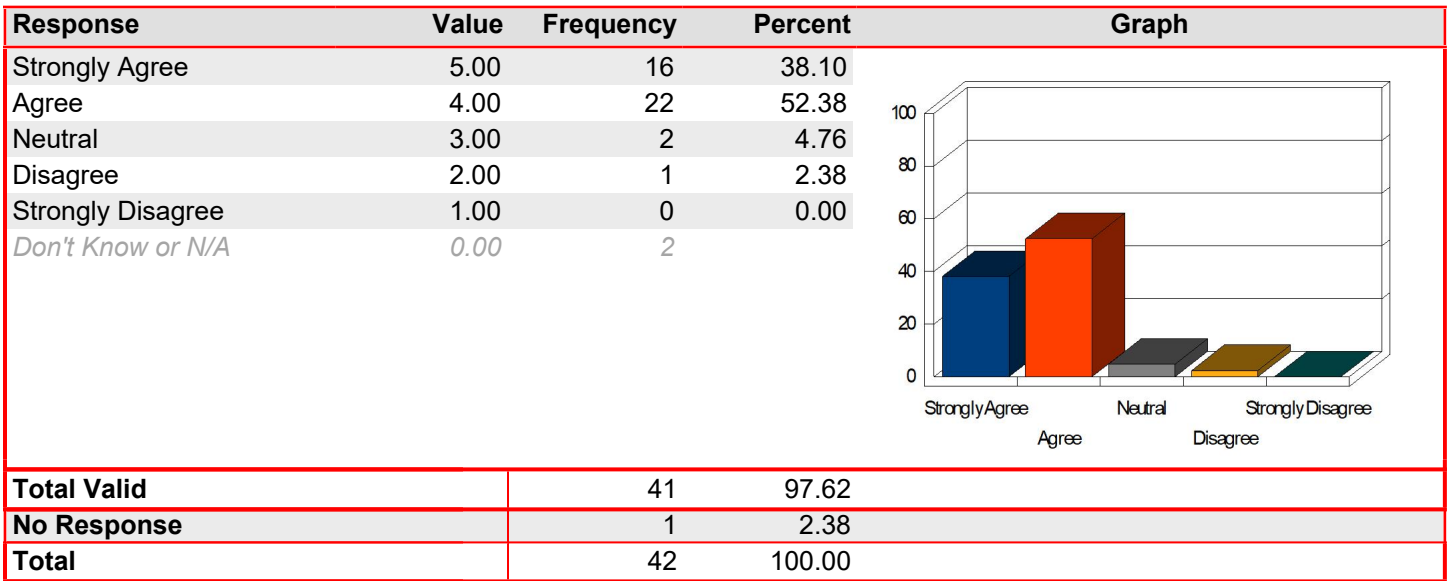 Response Value Frequency Percent Graph
Strongly Agree 5.00 16 38.10
Agree 4.00 22 52.38
Neutral 3.00 2 4.76
Disagree 2.00 1 2.38
Strongly Disagree 1.00 0 0.00
Don't Know or N/A 0.00 2
100
80
60
40
20
0
Strongly Agree Neutral Strongly Disagree
Agree Disagree
Total Valid 41 97.62
No Response 1 2.38
Total 42 100.00